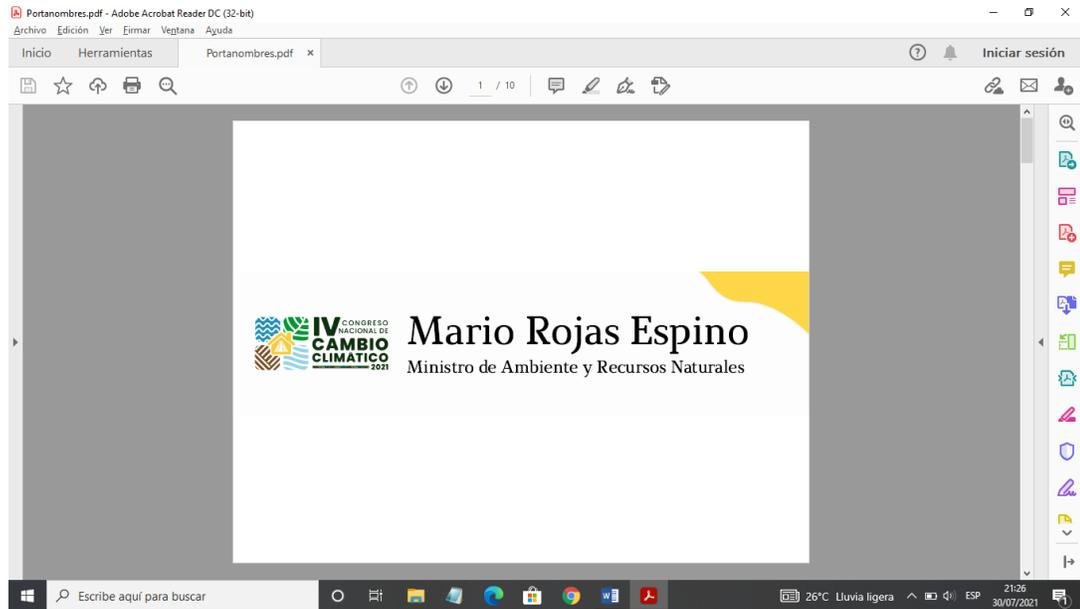 Portanombres.pdf - Adobe Acrobat Reader DC (32-bit)
Archivo Edición Ver Firmar Ventana Ayuda
Inicio Herramientas Portanombres.pdf × Iniciar sesión
1 / 10
IV CONGRESO
NACIONAL DE
CAMBIO
CLIMÁTICO
2021
Mario Rojas Espino
Ministro de Ambiente y Recursos Naturales
Escribe aquí para buscar
26°C Lluvia ligera
ESP
21:26
30/07/2021
1